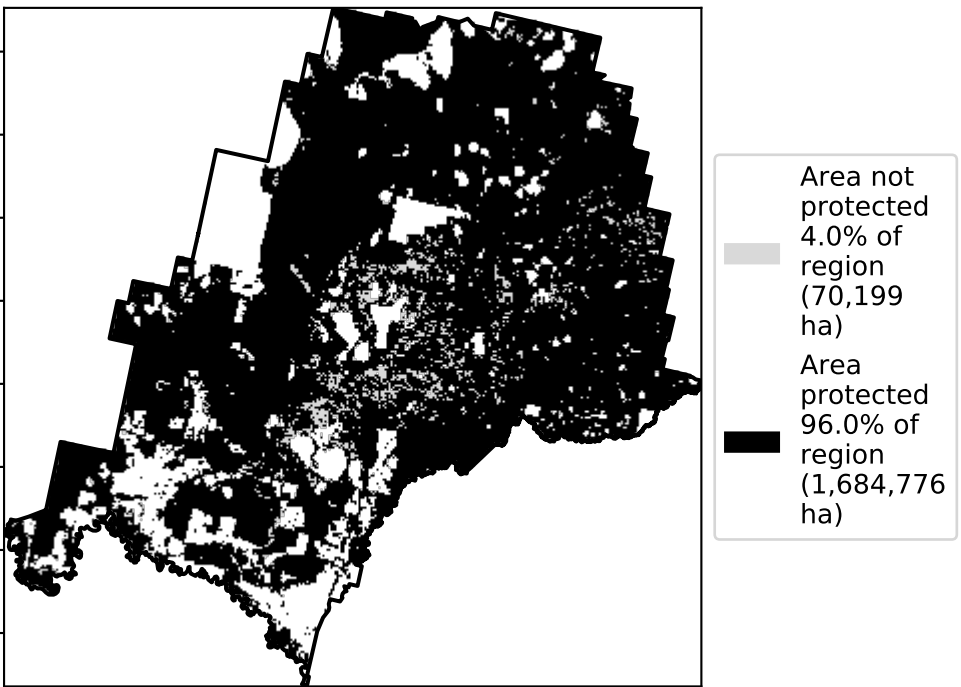 Area not
protected
4.0% of
region
(70,199
ha)
Area
protected
96.0% of
region
(1,684,776
ha)